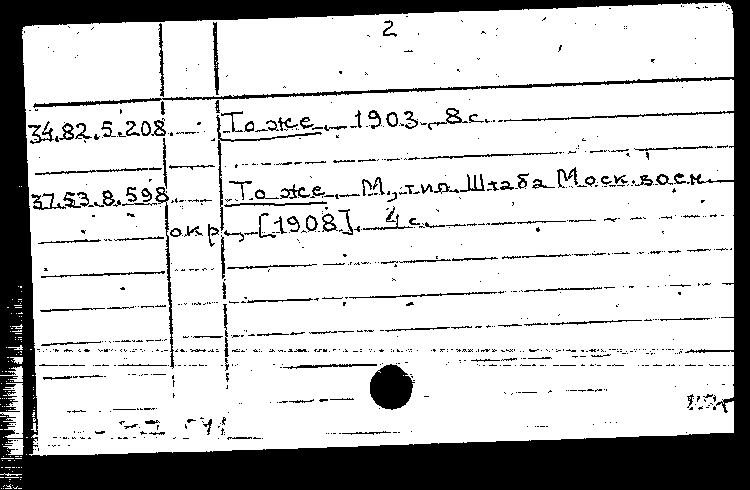 2
34.82.5.208. То же. 1903. 8 с.
37.53.8.598. То же. М., тип. Штаба Моск. воен.
окр., [1908]. 4 с.